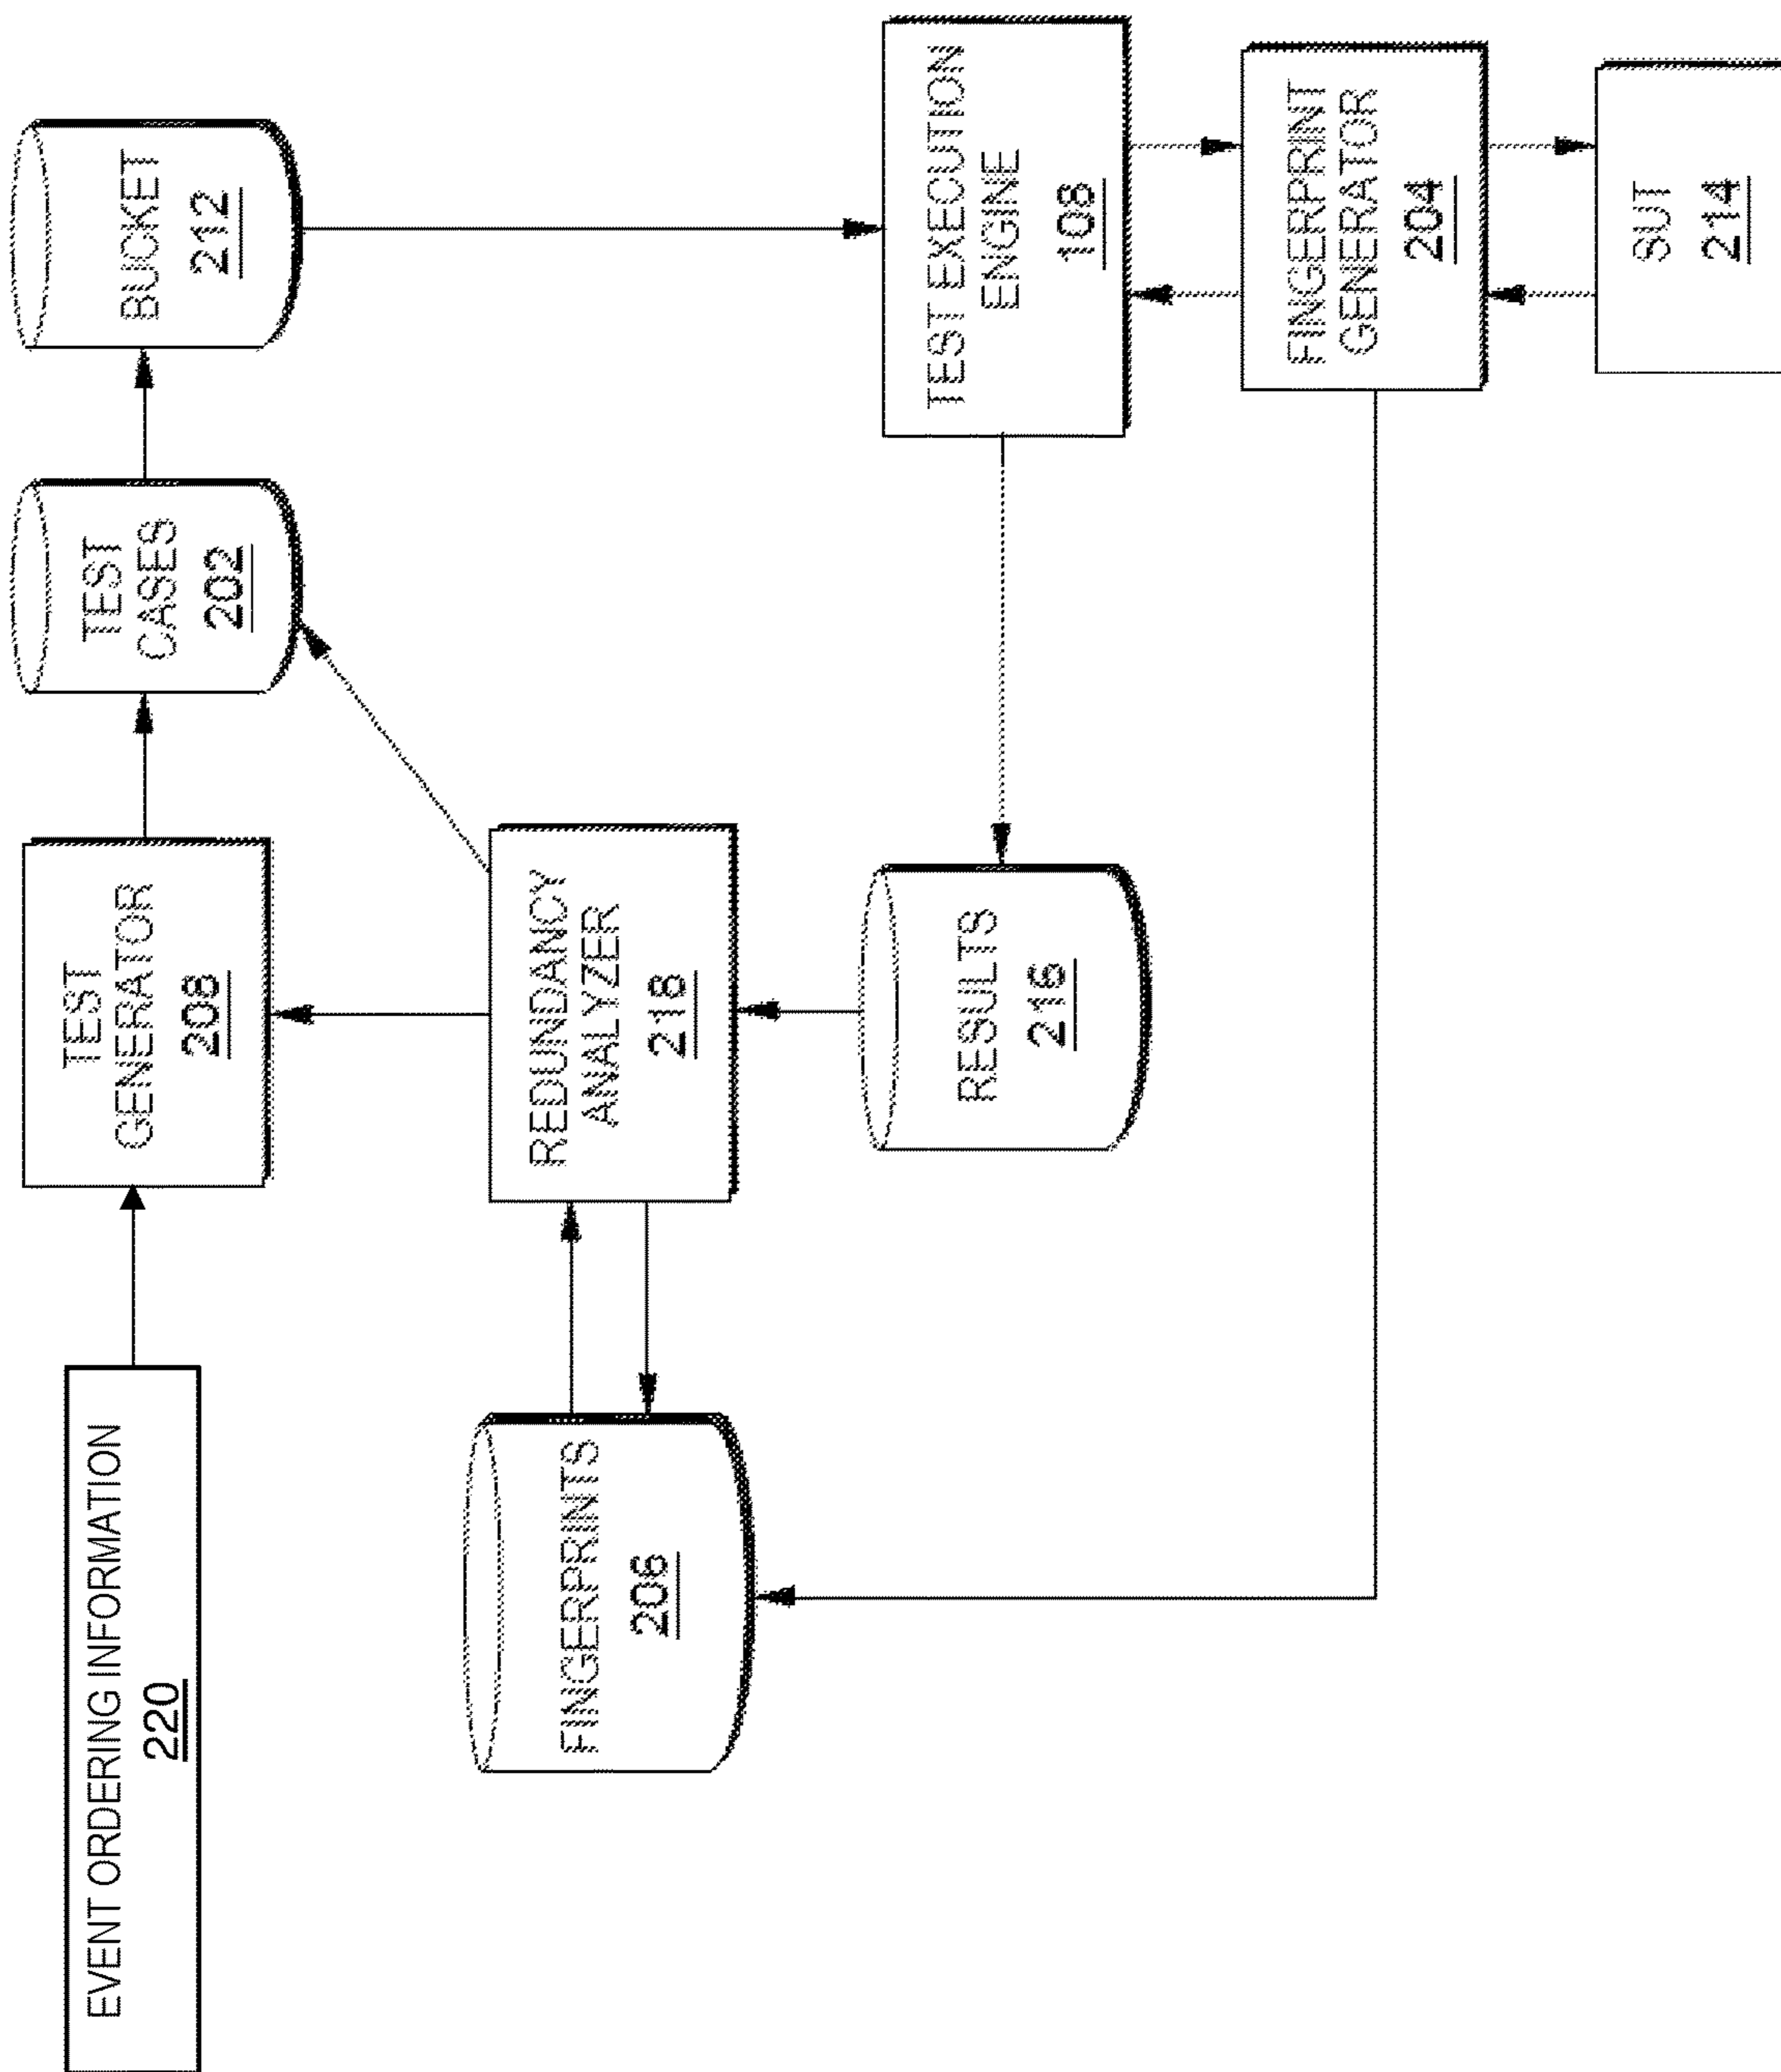 EVENT ORDERING INFORMATION
220
TEST
GENERATOR
208
TEST
CASES
202
BUCKET
212
FINGERPRINTS
206
REDUNDANCY
ANALYZER
218
RESULTS
216
TEST EXECUTION
ENGINE
108
FINGERPRINT
GENERATOR
204
SUT
214